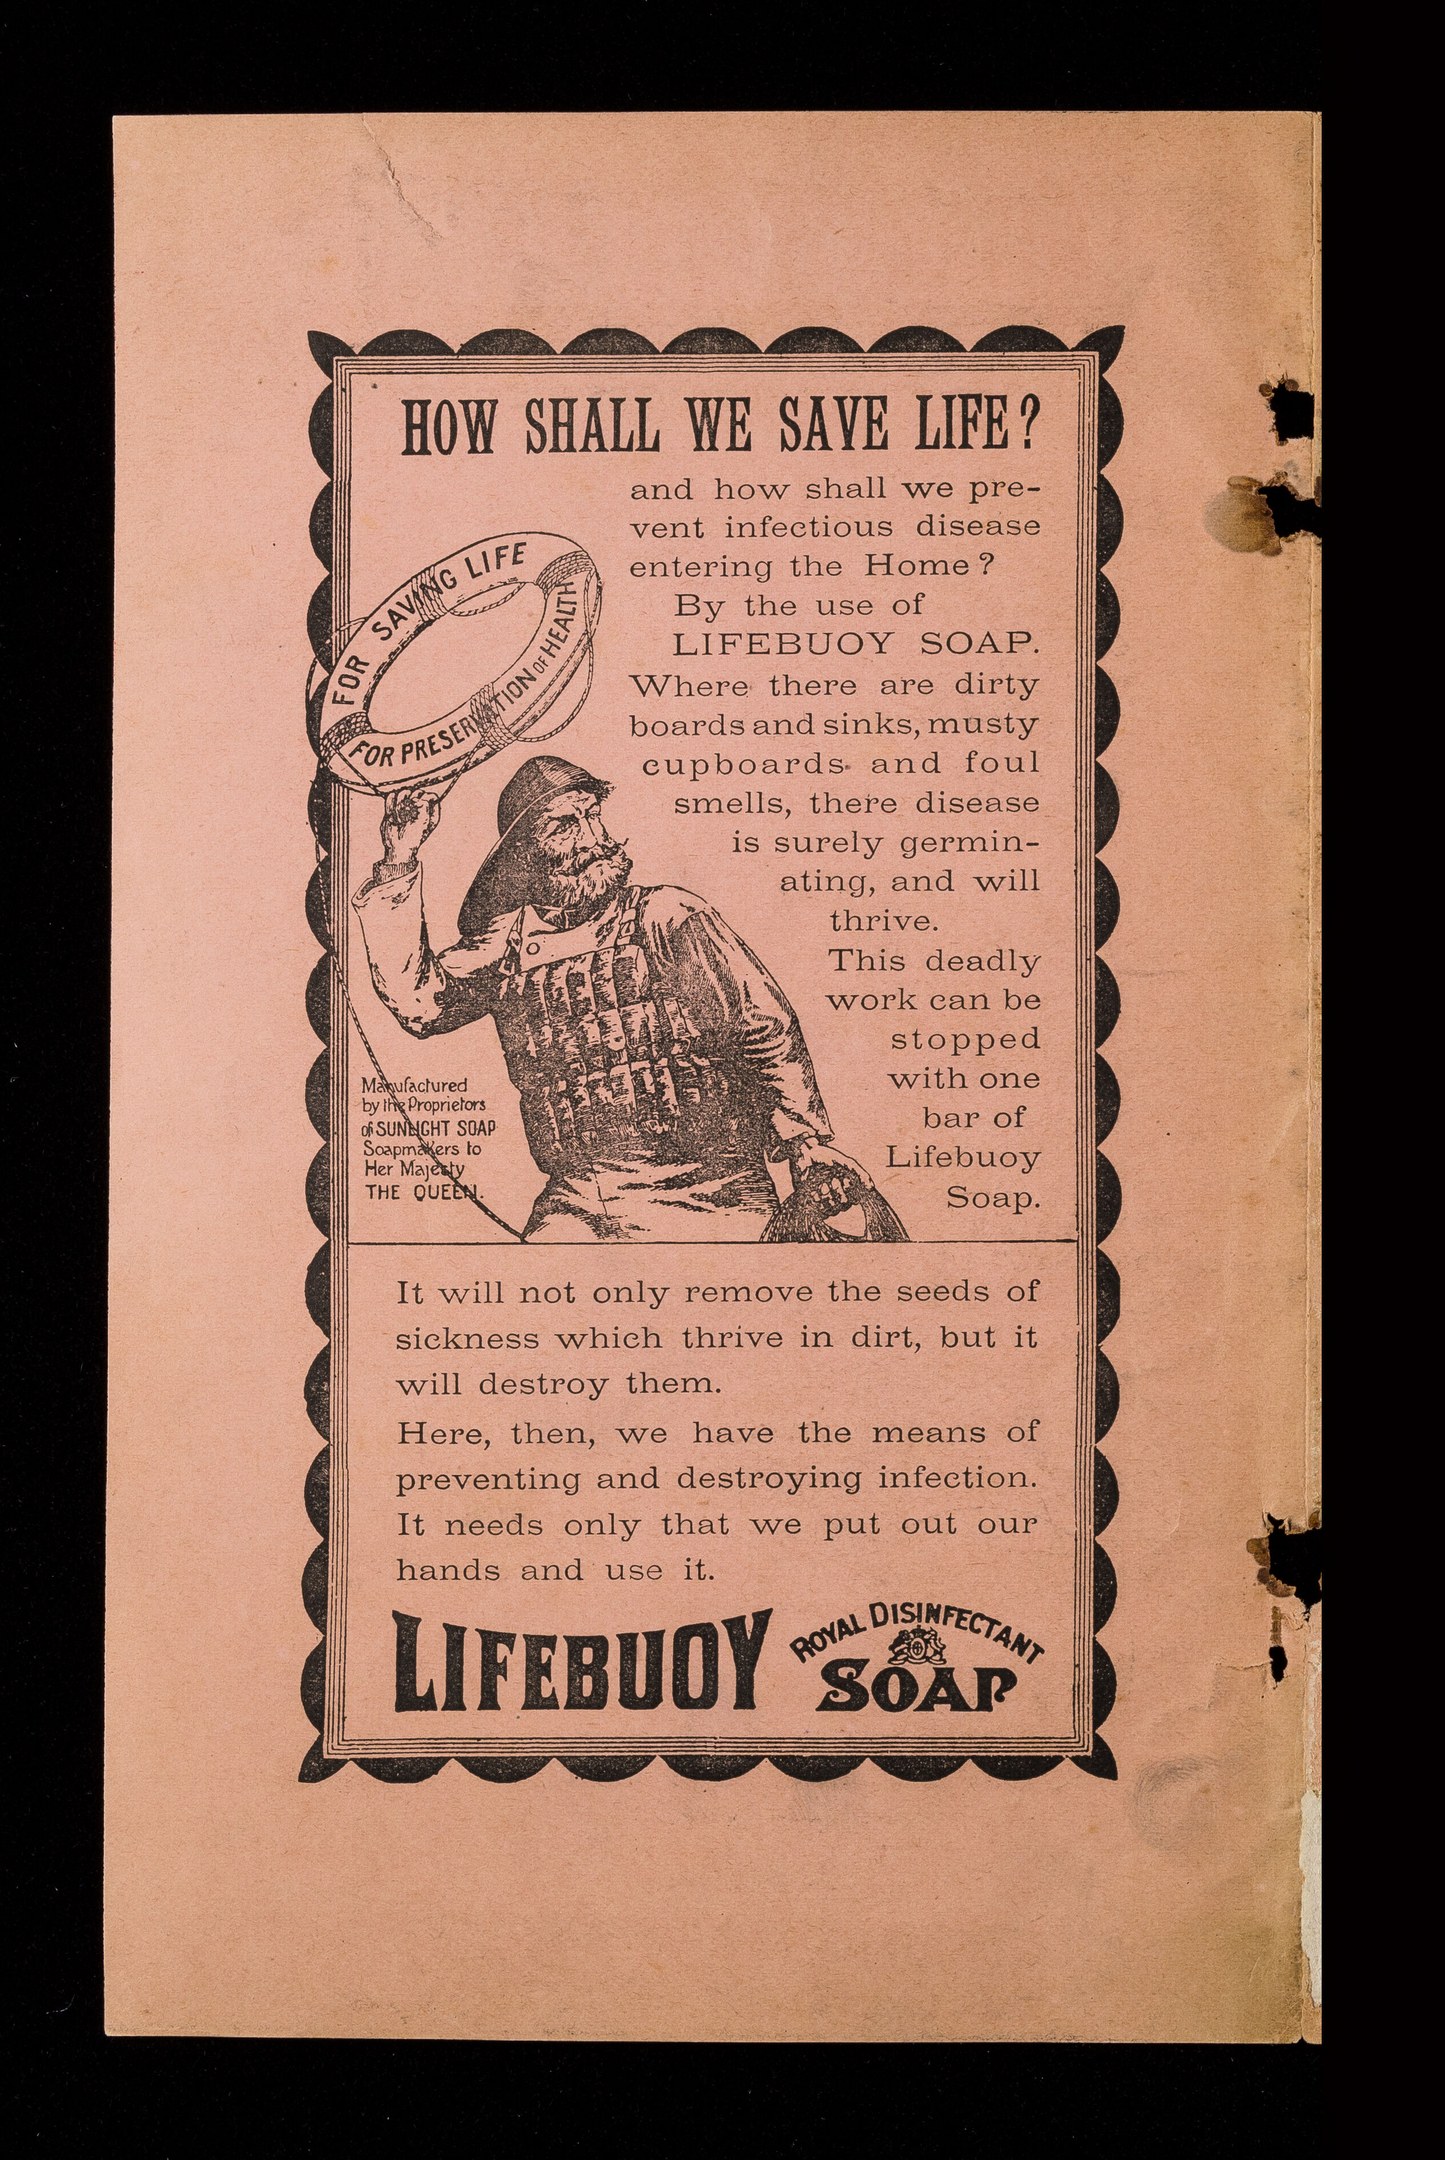 HOW SHALL WE SAVE LIFE?
and how shall we pre-
vent infectious disease
entering the Home?
By the use of
LIFEBUOY SOAP.
Where there are dirty
boards and sinks, musty
cupboards and foul
smells, there disease
is surely germin-
ating, and will
thrive.
This deadly
work can be
stopped
with one
bar of
Lifebuoy
Soap.
FOR SAVING LIFE
FOR PRESERVATION OF HEALTH
Manufactured
by the Proprietors
of SUNLIGHT SOAP
Soapmakers to
Her Majesty
THE QUEEN.
It will not only remove the seeds of
sickness which thrive in dirt, but it
will destroy them.
Here, then, we have the means of
preventing and destroying infection.
It needs only that we put out our
hands and use it.
LIFEBUOY
ROYAL DISINFECTANT
SOAP